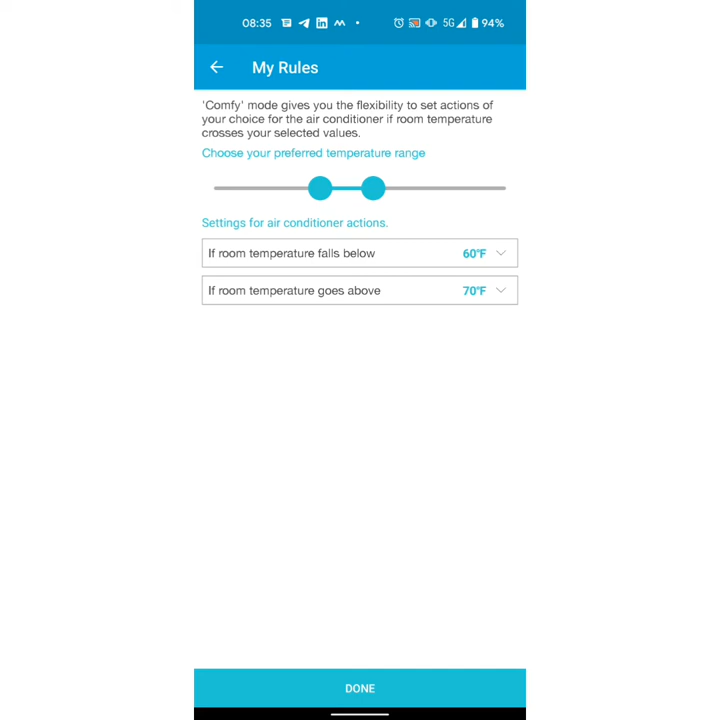 08:35 5G 94%
My Rules
'Comfy' mode gives you the flexibility to set actions of
your choice for the air conditioner if room temperature
crosses your selected values.
Choose your preferred temperature range
Settings for air conditioner actions.
If room temperature falls below 60°F
If room temperature goes above 70°F
DONE